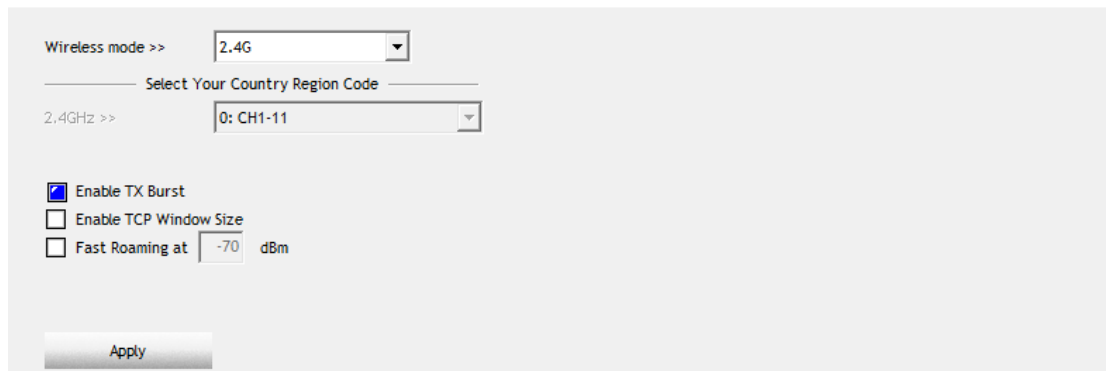 Wireless mode >> 2.4G
Select Your Country Region Code
2.4GHz >> 0: CH1-11
Enable TX Burst
Enable TCP Window Size
Fast Roaming at -70 dBm
Apply